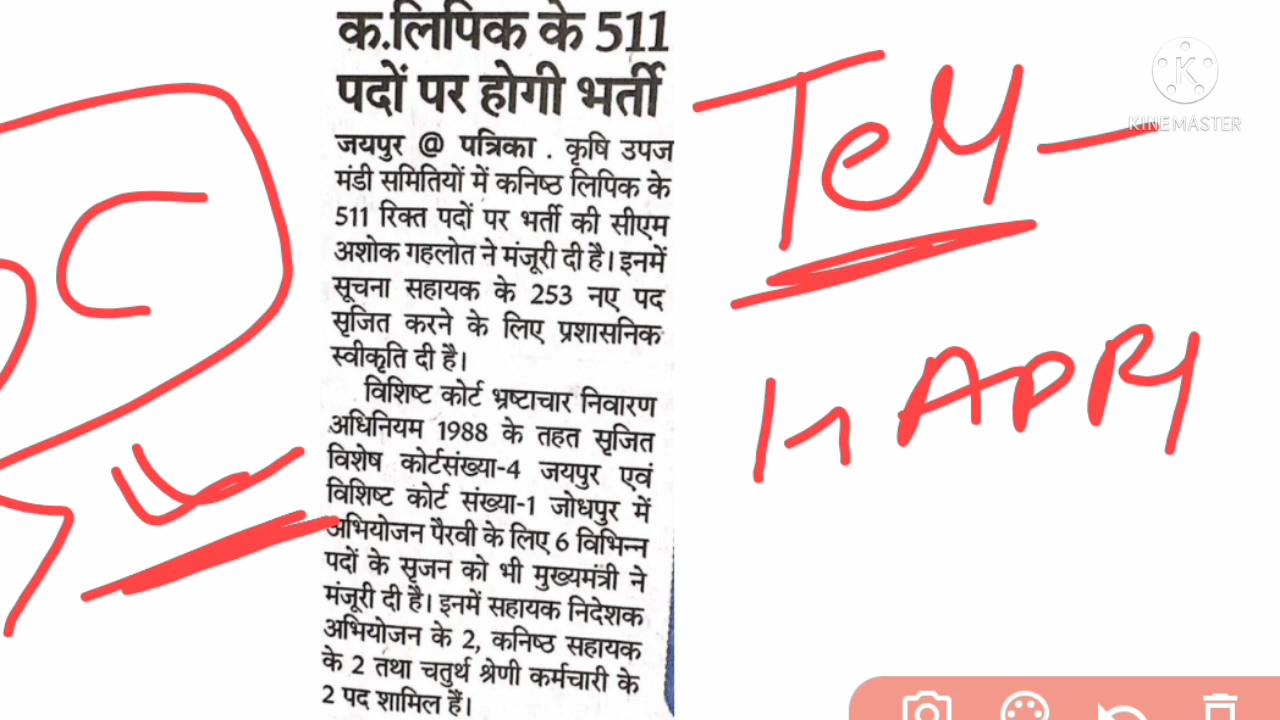 क.लिपिक के 511
पदों पर होगी भर्ती
जयपुर @ पत्रिका . कृषि उपज
मंडी समितियों में कनिष्ठ लिपिक के
511 रिक्त पदों पर भर्ती की सीएम
अशोक गहलोत ने मंजूरी दी है। इनमें
सूचना सहायक के 253 नए पद
सृजित करने के लिए प्रशासनिक
स्वीकृति दी है।
विशिष्ट कोर्ट भ्रष्टाचार निवारण
अधिनियम 1988 के तहत सृजित
विशेष कोर्टसंख्या-4 जयपुर एवं
विशिष्ट कोर्ट संख्या-1 जोधपुर में
अभियोजन पैरवी के लिए 6 विभिन्न
पदों के सृजन को भी मुख्यमंत्री ने
मंजूरी दी है। इनमें सहायक निदेशक
अभियोजन के 2, कनिष्ठ सहायक
के 2 तथा चतुर्थ श्रेणी कर्मचारी के
2 पद शामिल हैं।
K
KINEMASTER